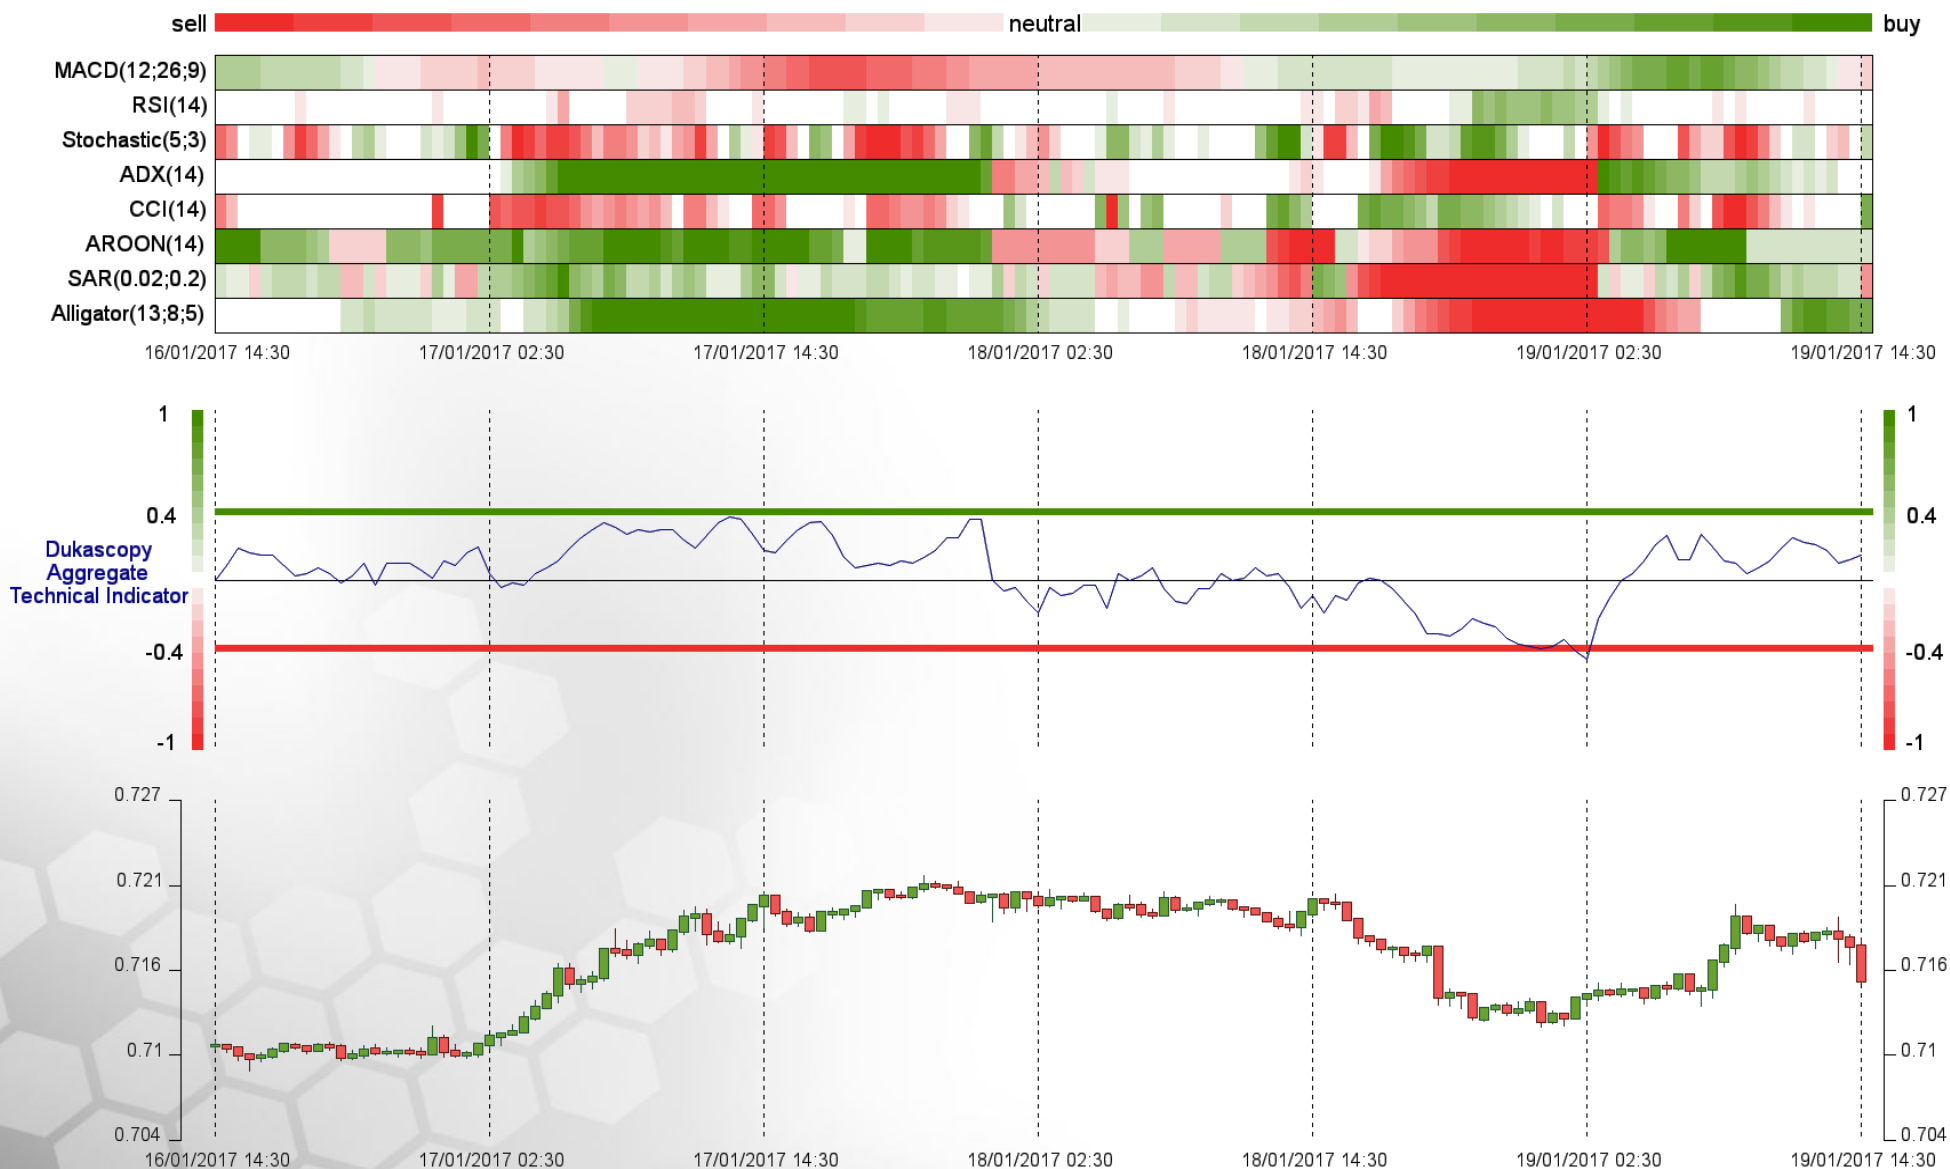 sell neutral buy
MACD(12;26;9)
RSI(14)
Stochastic(5;3)
ADX(14)
CCI(14)
AROON(14)
SAR(0.02;0.2)
Alligator(13;8;5)
16/01/2017 14:30 17/01/2017 02:30 17/01/2017 14:30 18/01/2017 02:30 18/01/2017 14:30 19/01/2017 02:30 19/01/2017 14:30
1 1
0.4 0.4
Dukascopy
Aggregate
Technical Indicator
-0.4 -0.4
-1 -1
0.727 0.727
0.721 0.721
0.716 0.716
0.71 0.71
0.704 0.704
16/01/2017 14:30 17/01/2017 02:30 17/01/2017 14:30 18/01/2017 02:30 18/01/2017 14:30 19/01/2017 02:30 19/01/2017 14:30